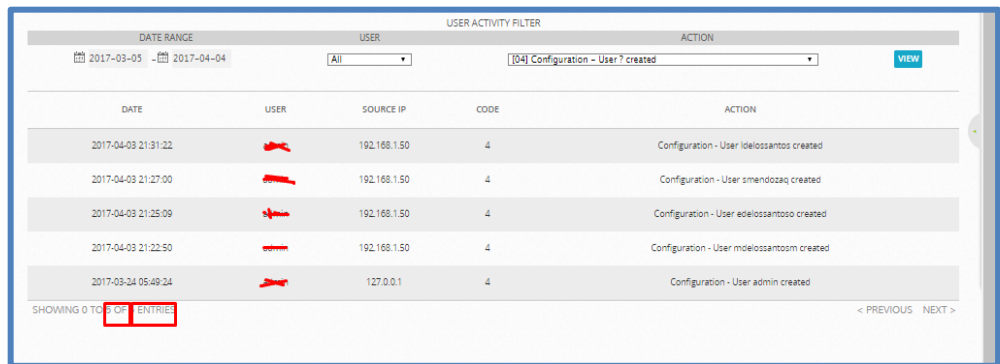 USER ACTIVITY FILTER
DATE RANGE USER ACTION
2017-03-05 - 2017-04-04 All [04] Configuration - User ? created VIEW
DATE USER SOURCE IP CODE ACTION
2017-04-03 21:31:22 192.168.1.50 4 Configuration - User ldelossantos created
2017-04-03 21:27:00 192.168.1.50 4 Configuration - User smendozaq created
2017-04-03 21:25:09 192.168.1.50 4 Configuration - User edelossantoso created
2017-04-03 21:22:50 192.168.1.50 4 Configuration - User mdelossantosm created
2017-03-24 05:49:24 127.0.0.1 4 Configuration - User admin created
SHOWING 0 TO 5 OF ENTRIES < PREVIOUS NEXT >